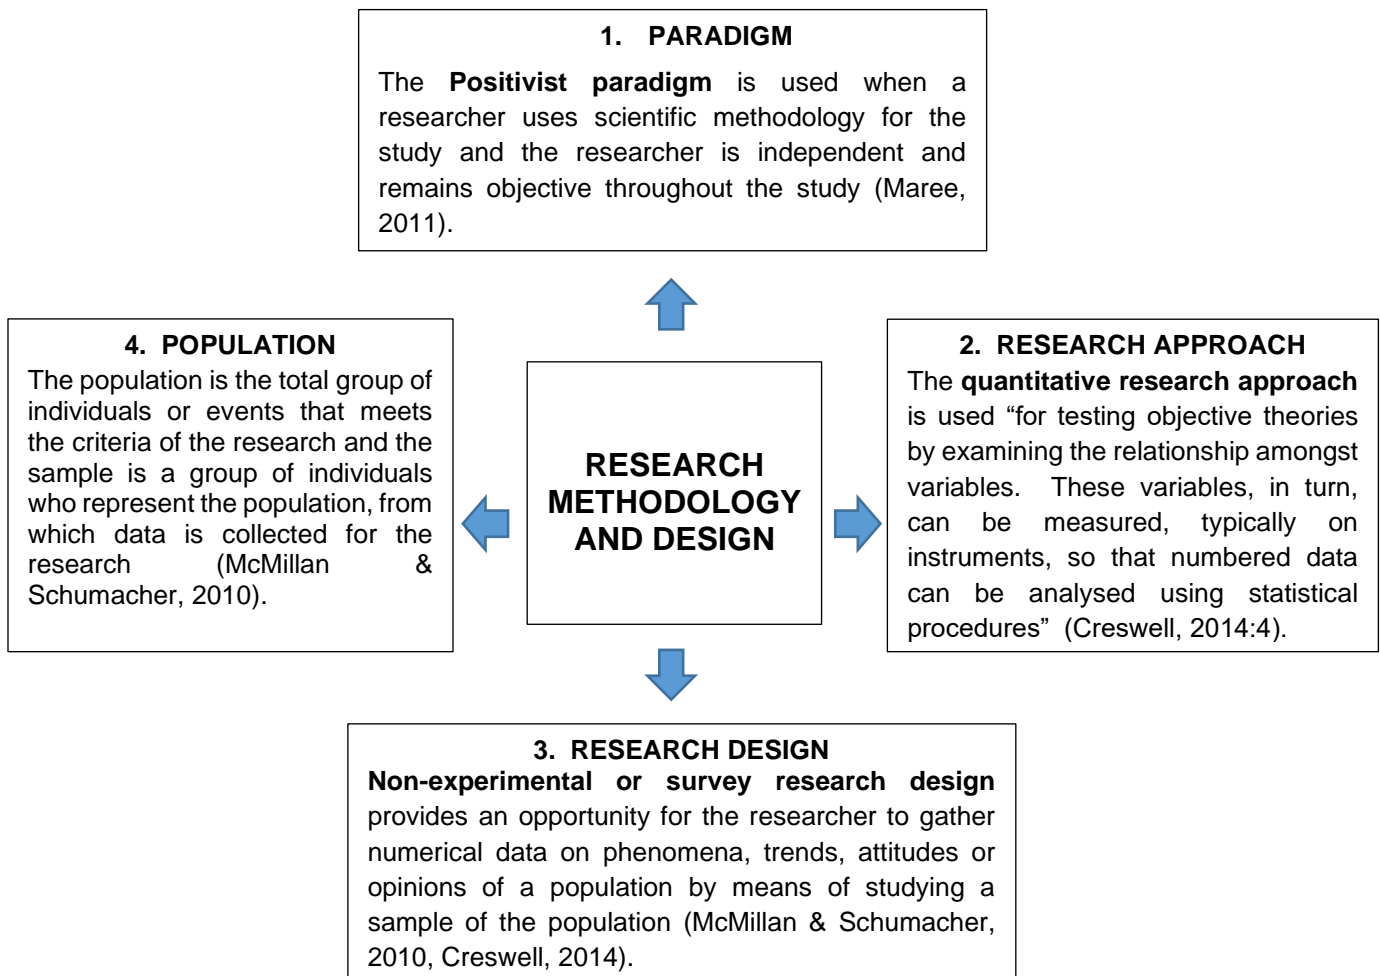 1. PARADIGM
The Positivist paradigm is used when a
researcher uses scientific methodology for the
study and the researcher is independent and
remains objective throughout the study (Maree,
2011).
4. POPULATION
The population is the total group of
individuals or events that meets
the criteria of the research and the
sample is a group of individuals
who represent the population, from
which data is collected for the
research (McMillan &
Schumacher, 2010).
RESEARCH
METHODOLOGY
AND DESIGN
2. RESEARCH APPROACH
The quantitative research approach
is used “for testing objective theories
by examining the relationship amongst
variables. These variables, in turn,
can be measured, typically on
instruments, so that numbered data
can be analysed using statistical
procedures” (Creswell, 2014:4).
3. RESEARCH DESIGN
Non-experimental or survey research design
provides an opportunity for the researcher to gather
numerical data on phenomena, trends, attitudes or
opinions of a population by means of studying a
sample of the population (McMillan & Schumacher,
2010, Creswell, 2014).